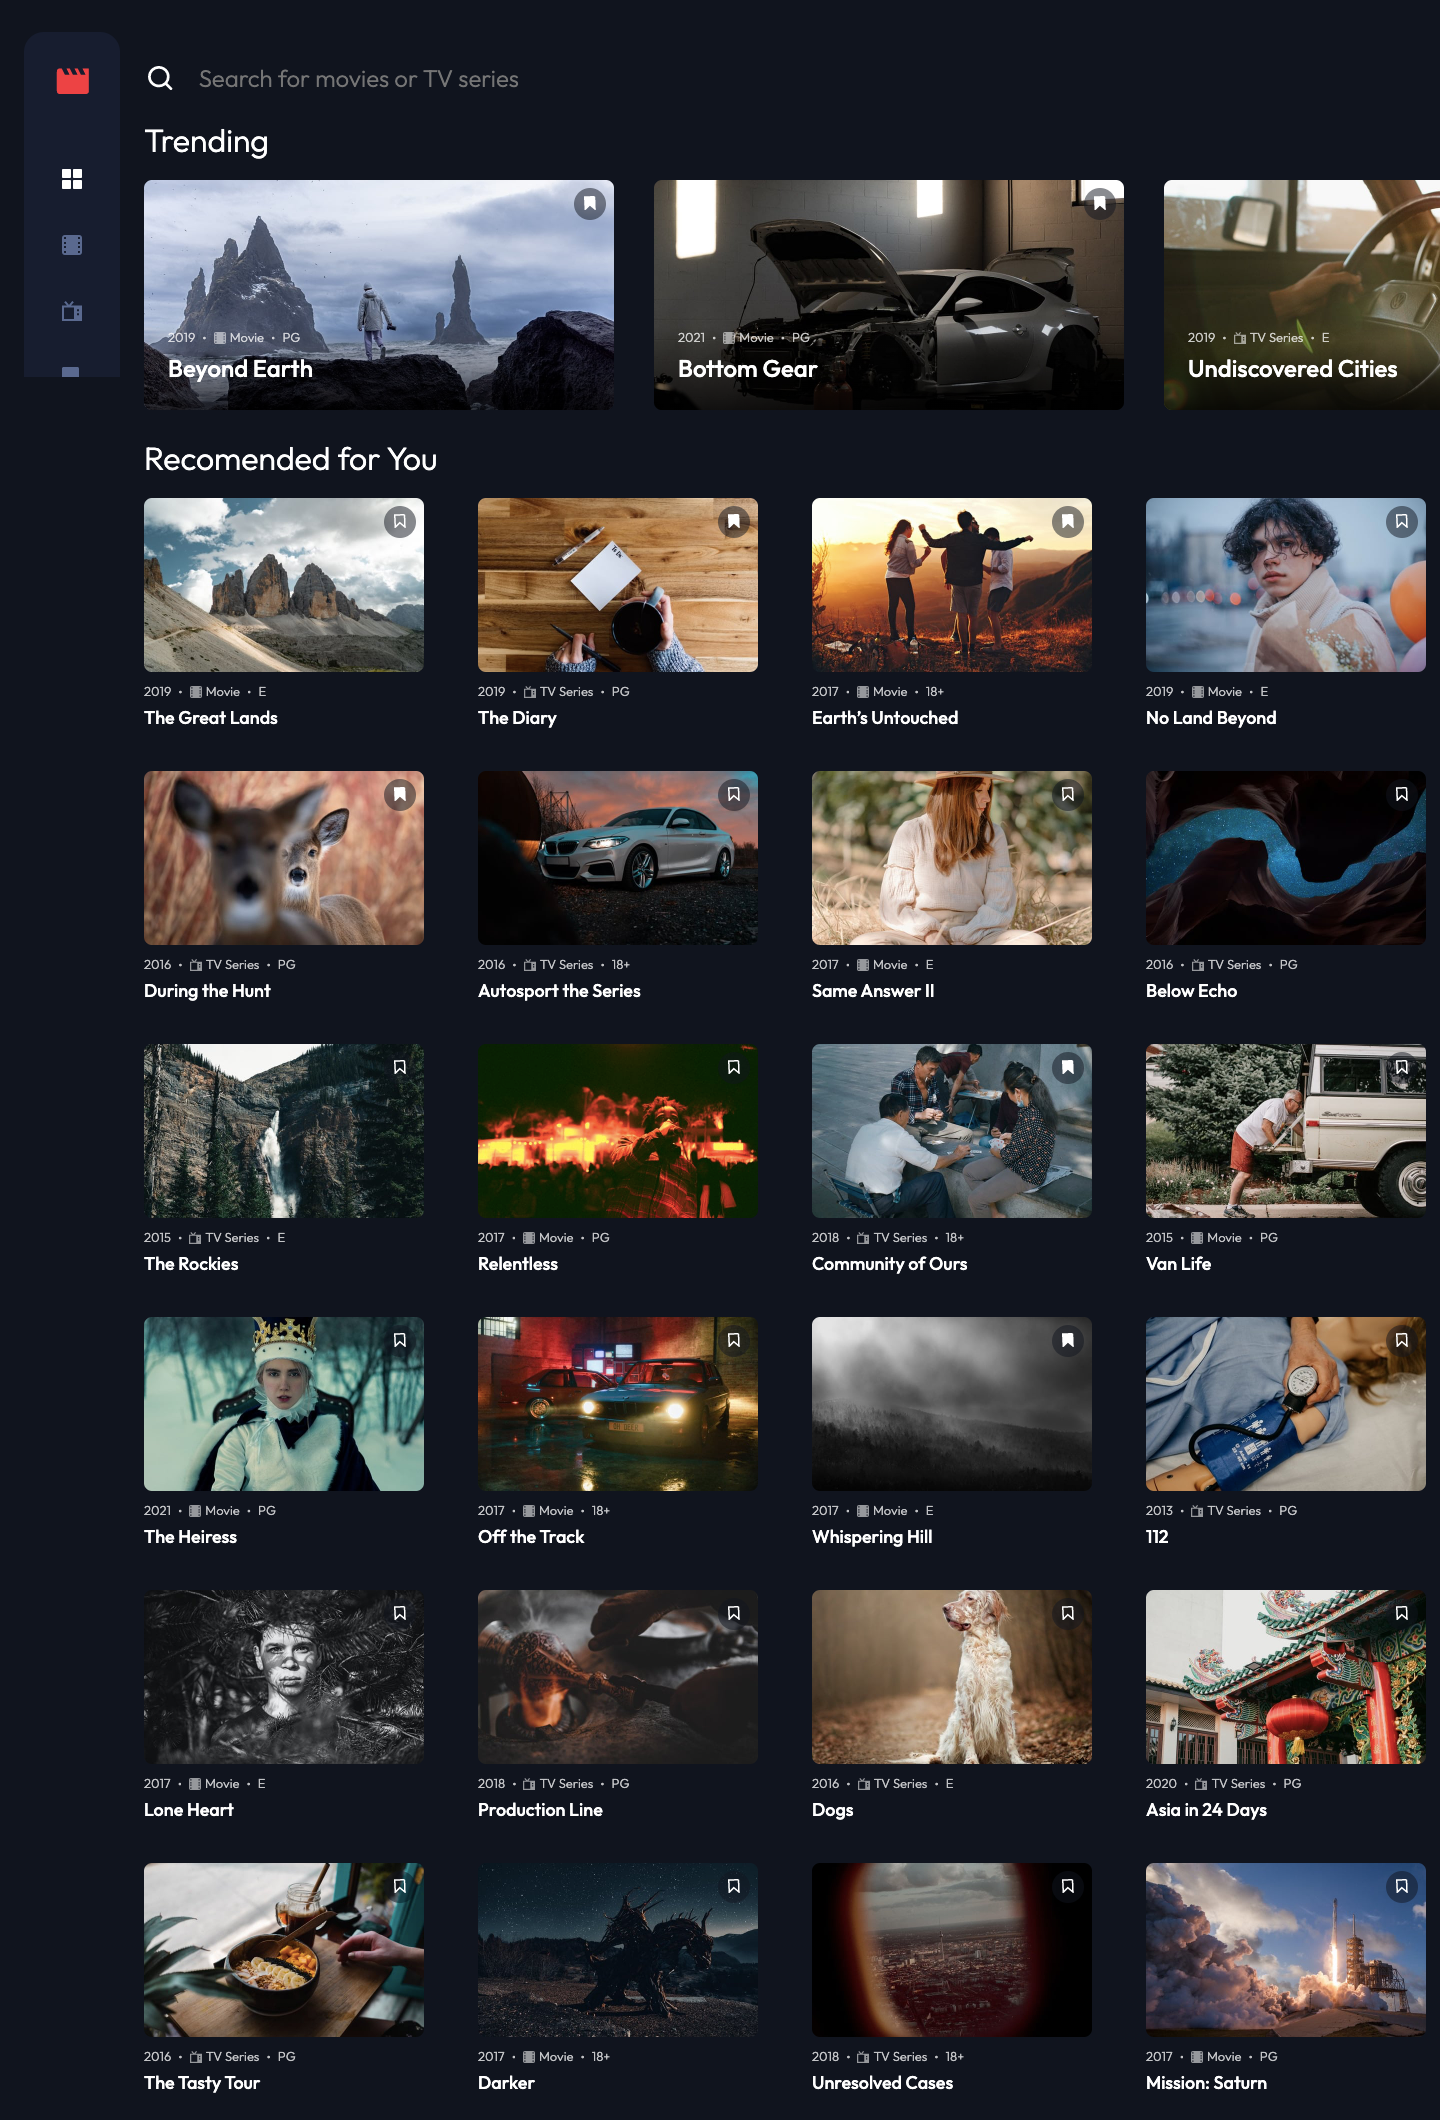 Search for movies or TV series
Trending
2019 • Movie • PG
Beyond Earth
2021 • Movie • PG
Bottom Gear
2019 • TV Series • E
Undiscovered Cities
Recomended for You
2019 • Movie • E
The Great Lands
2019 • TV Series • PG
The Diary
2017 • Movie • 18+
Earth’s Untouched
2019 • Movie • E
No Land Beyond
2016 • TV Series • PG
During the Hunt
2016 • TV Series • 18+
Autosport the Series
2017 • Movie • E
Same Answer II
2016 • TV Series • PG
Below Echo
2015 • TV Series • E
The Rockies
2017 • Movie • PG
Relentless
2018 • TV Series • 18+
Community of Ours
2015 • Movie • PG
Van Life
2021 • Movie • PG
The Heiress
2017 • Movie • 18+
Off the Track
2017 • Movie • E
Whispering Hill
2013 • TV Series • PG
112
2017 • Movie • E
Lone Heart
2018 • TV Series • PG
Production Line
2016 • TV Series • E
Dogs
2020 • TV Series • PG
Asia in 24 Days
2016 • TV Series • PG
The Tasty Tour
2017 • Movie • 18+
Darker
2018 • TV Series • 18+
Unresolved Cases
2017 • Movie • PG
Mission: Saturn